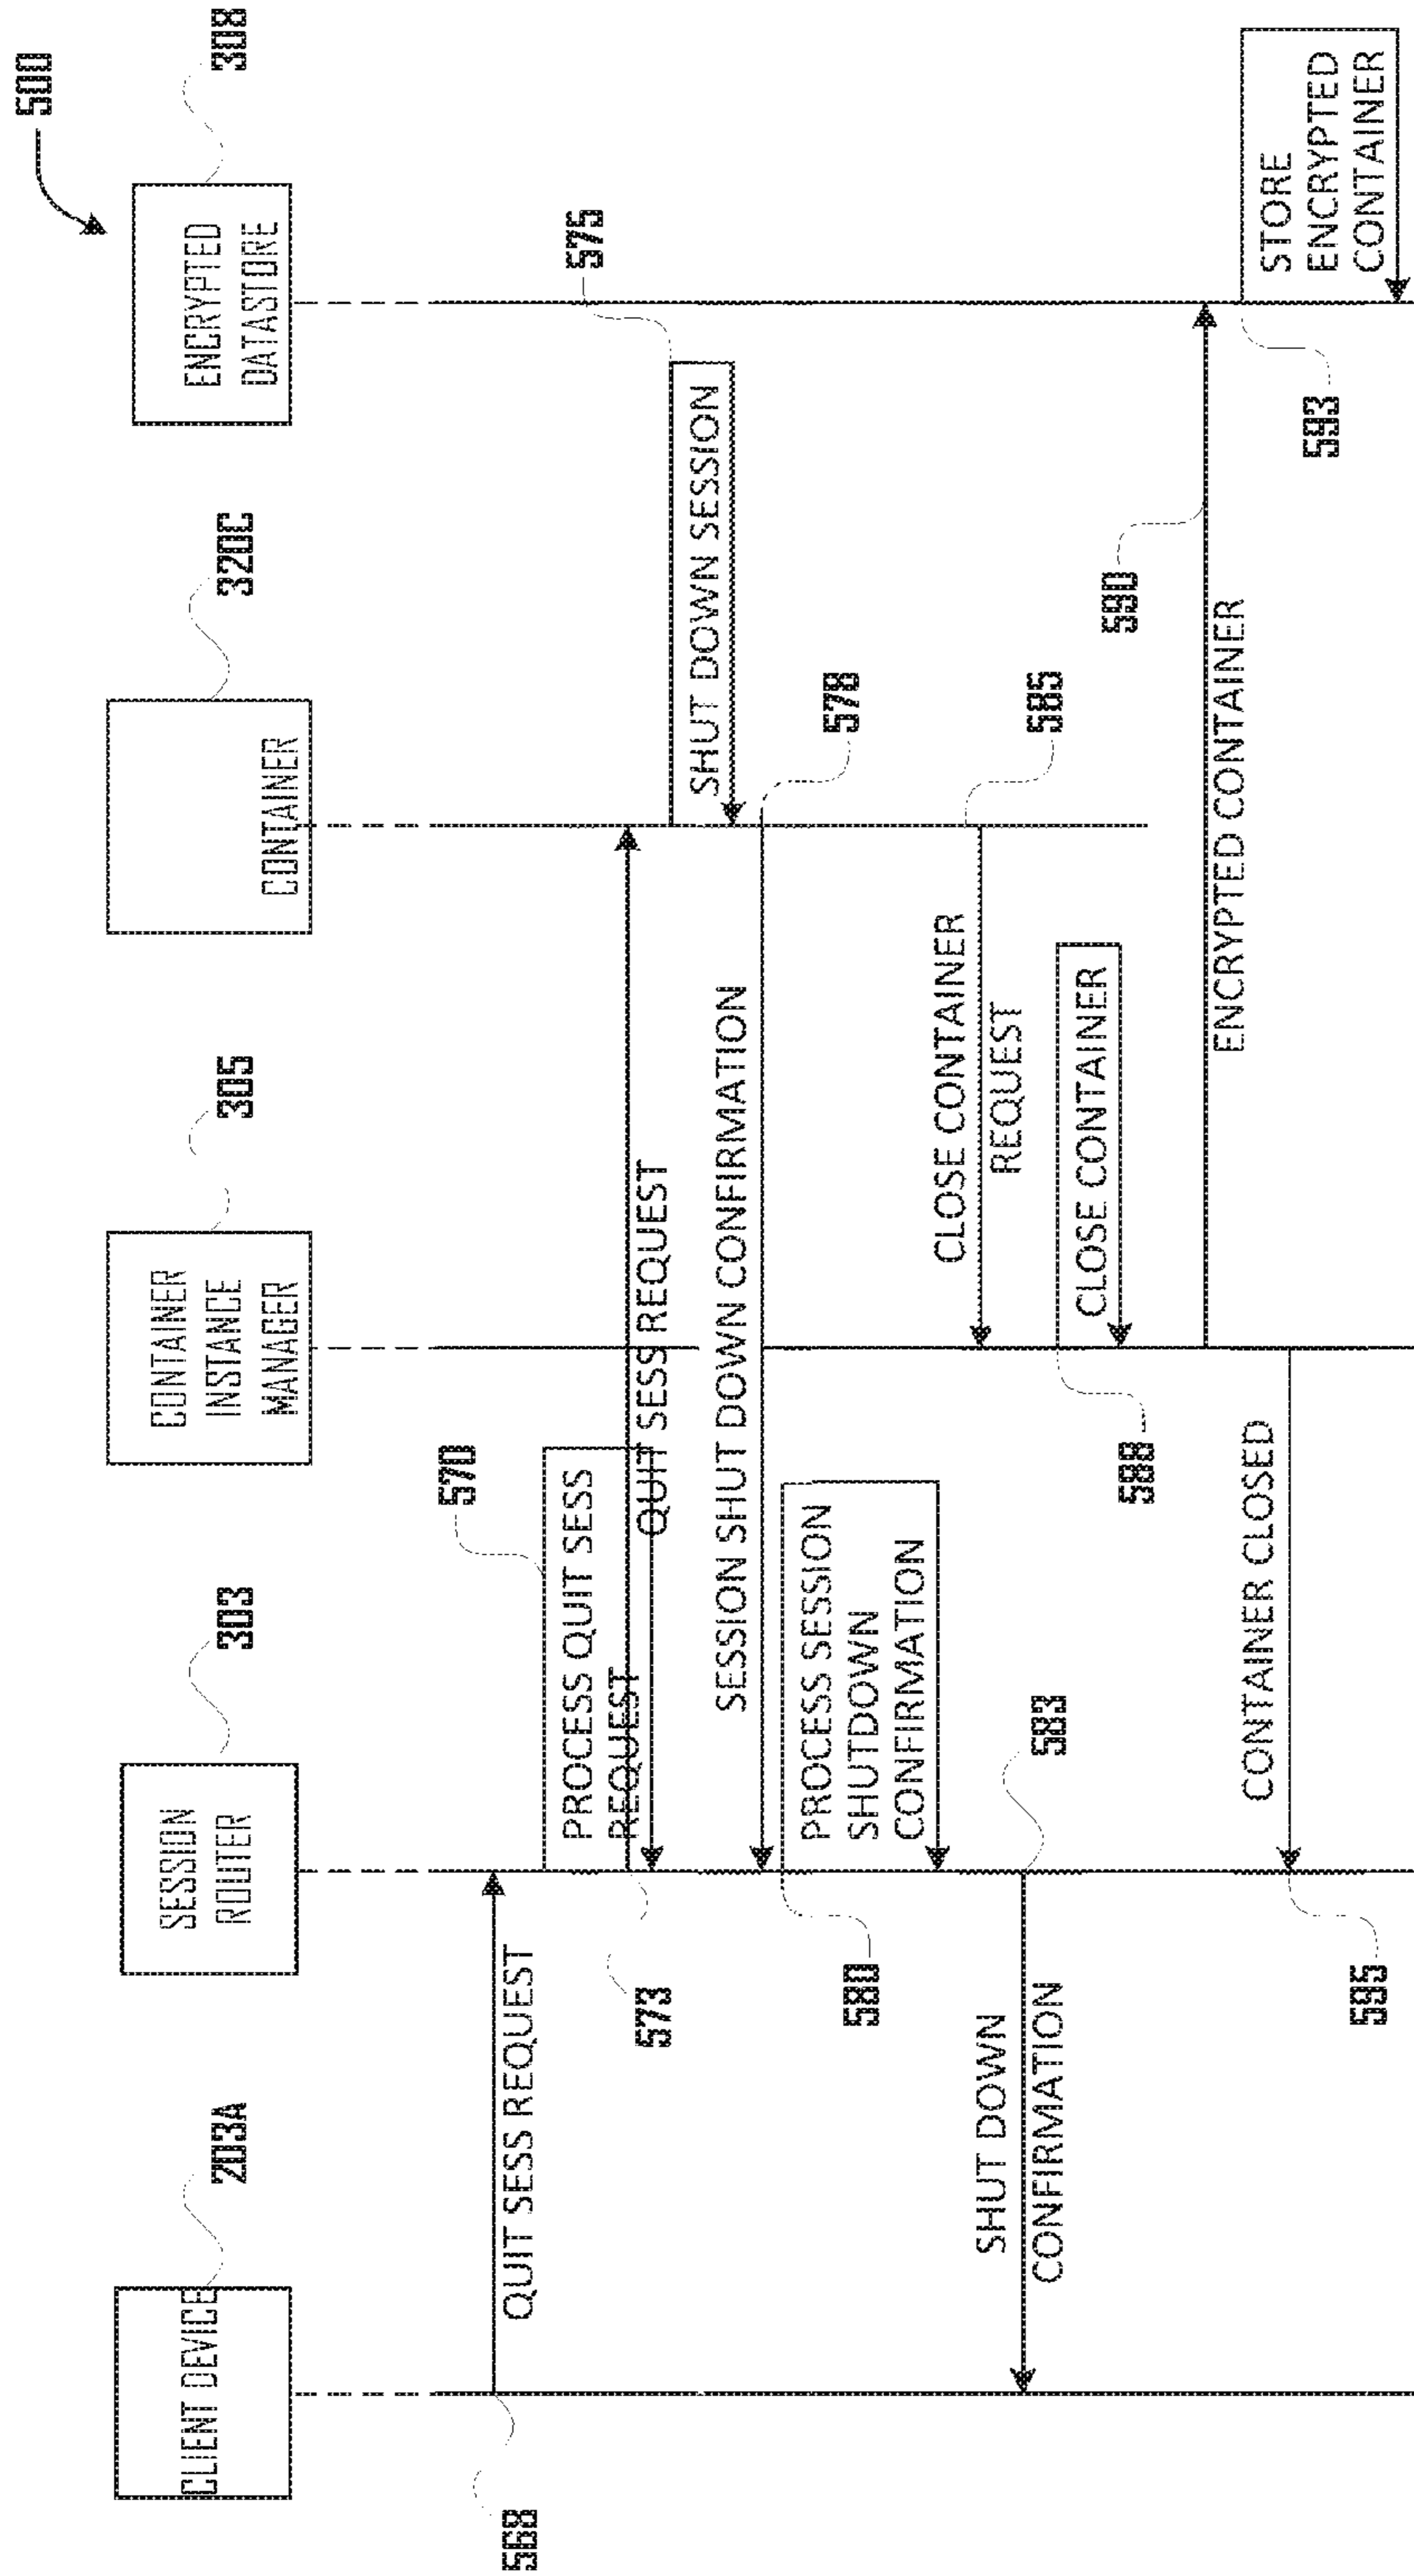 500
CLIENT DEVICE
203A
SESSION
ROUTER
303
CONTAINER
INSTANCE
MANAGER
305
CONTAINER
320C
ENCRYPTED
DATASTORE
308
568
QUIT SESS REQUEST
570
PROCESS QUIT SESS
REQUEST
573
QUIT SESS REQUEST
575
SHUT DOWN SESSION
SESSION SHUT DOWN CONFIRMATION
578
580
PROCESS SESSION
SHUTDOWN
CONFIRMATION
583
SHUT DOWN
CONFIRMATION
585
CLOSE CONTAINER
REQUEST
588
CLOSE CONTAINER
590
ENCRYPTED CONTAINER
593
STORE
ENCRYPTED
CONTAINER
CONTAINER CLOSED
595